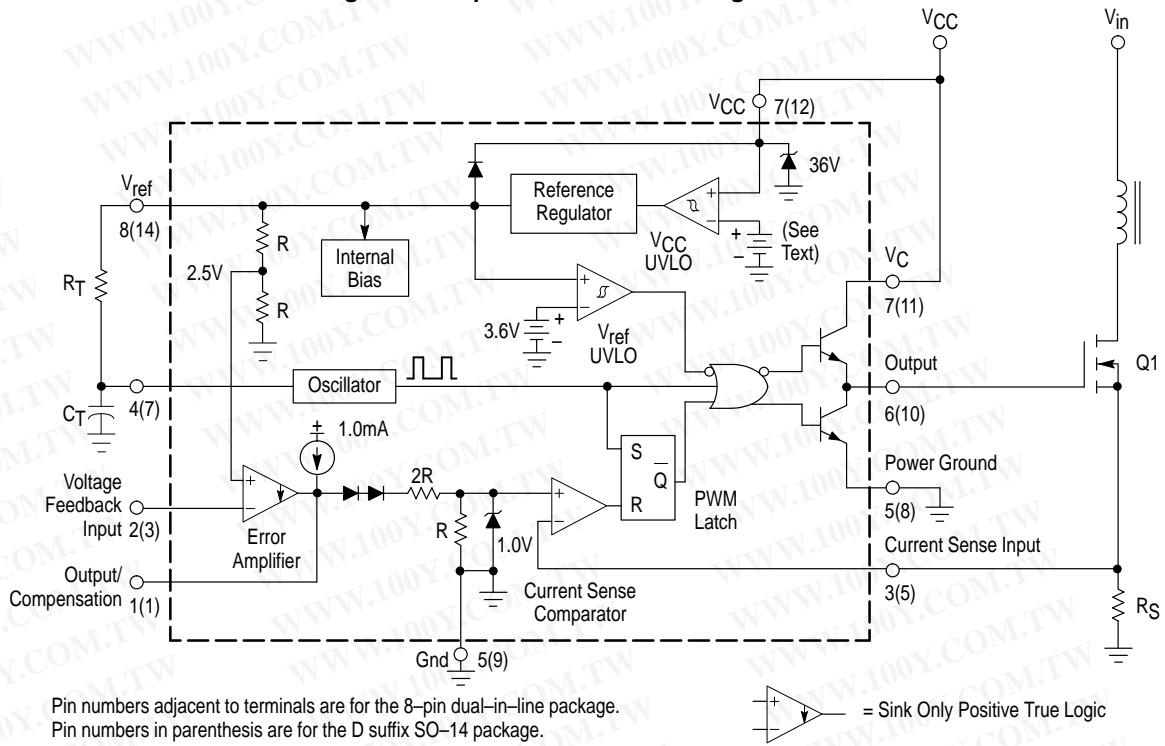 VCC
Vin
VCC 7(12)
36V
Vref
8(14)
Reference
Regulator
+
−
VCC
UVLO
+
−
(See
Text)
R
Internal
Bias
2.5V
R
RT
VC
7(11)
+
−
3.6V
+
−
Vref
UVLO
Output
6(10)
Q1
Oscillator
4(7)
CT
+
1.0mA
S
Q
R
PWM
Latch
Power Ground
5(8)
Voltage
Feedback
Input 2(3)
+
−
Error
Amplifier
2R
R
1.0V
+
−
Current Sense
Comparator
Current Sense Input
3(5)
RS
Output/
Compensation 1(1)
Gnd 5(9)
Pin numbers adjacent to terminals are for the 8–pin dual–in–line package.
Pin numbers in parenthesis are for the D suffix SO–14 package.
+
−
= Sink Only Positive True Logic
WWW.100Y.COM.TW